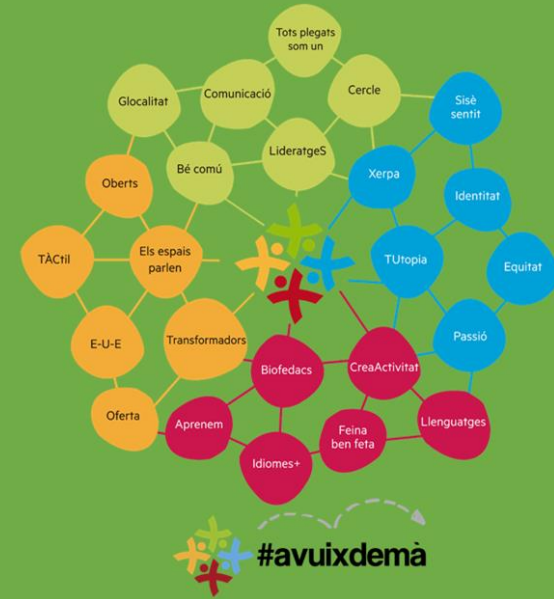 Tots plegats
som un
Glocalitat
Comunicació
Cercle
Sisè
sentit
LideratgeS
Bé comú
Xerpa
Oberts
Identitat
TÀCtil
Els espais
parlen
TUtopia
Equitat
E-U-E
Transformadors
Passió
Biofedacs
CreaActivitat
Oferta
Aprenem
Feina
ben feta
Llenguatges
Idiomes+
#avuixdemà